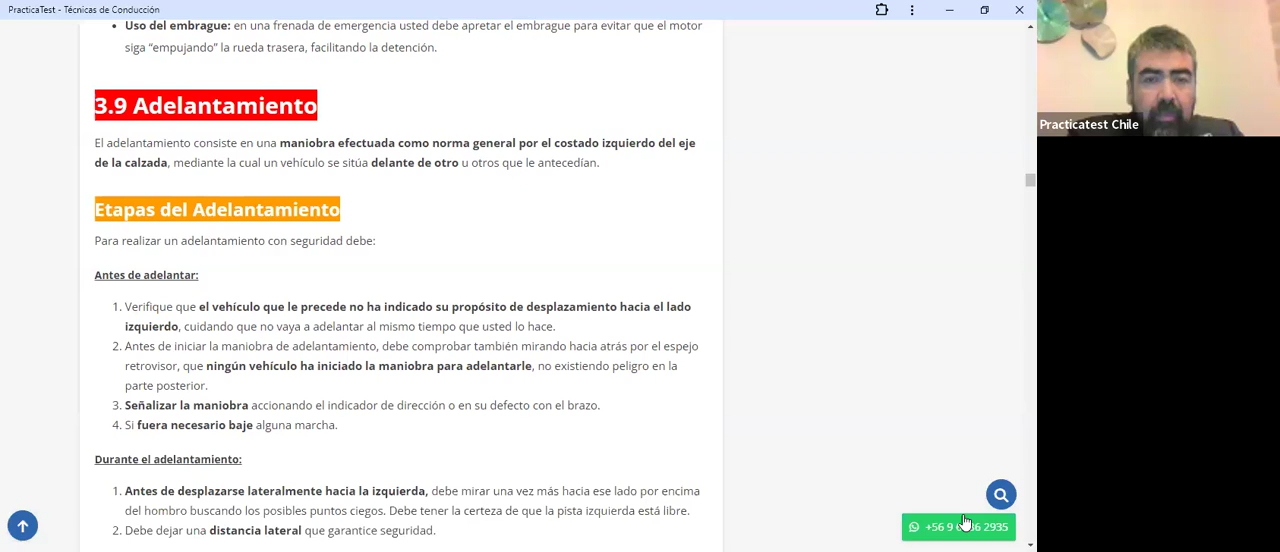 PracticaTest - Técnicas de Conducción
• Uso del embrague: en una frenada de emergencia usted debe apretar el embrague para evitar que el motor
siga “empujando” la rueda trasera, facilitando la detención.
3.9 Adelantamiento
El adelantamiento consiste en una maniobra efectuada como norma general por el costado izquierdo del eje
de la calzada, mediante la cual un vehículo se sitúa delante de otro u otros que le antecedían.
Etapas del Adelantamiento
Para realizar un adelantamiento con seguridad debe:
Antes de adelantar:
1. Verifique que el vehículo que le precede no ha indicado su propósito de desplazamiento hacia el lado
izquierdo, cuidando que no vaya a adelantar al mismo tiempo que usted lo hace.
2. Antes de iniciar la maniobra de adelantamiento, debe comprobar también mirando hacia atrás por el espejo
retrovisor, que ningún vehículo ha iniciado la maniobra para adelantarle, no existiendo peligro en la
parte posterior.
3. Señalizar la maniobra accionando el indicador de dirección o en su defecto con el brazo.
4. Si fuera necesario baje alguna marcha.
Durante el adelantamiento:
1. Antes de desplazarse lateralmente hacia la izquierda, debe mirar una vez más hacia ese lado por encima
del hombro buscando los posibles puntos ciegos. Debe tener la certeza de que la pista izquierda está libre.
2. Debe dejar una distancia lateral que garantice seguridad.
Practicatest Chile
+56 9 2935